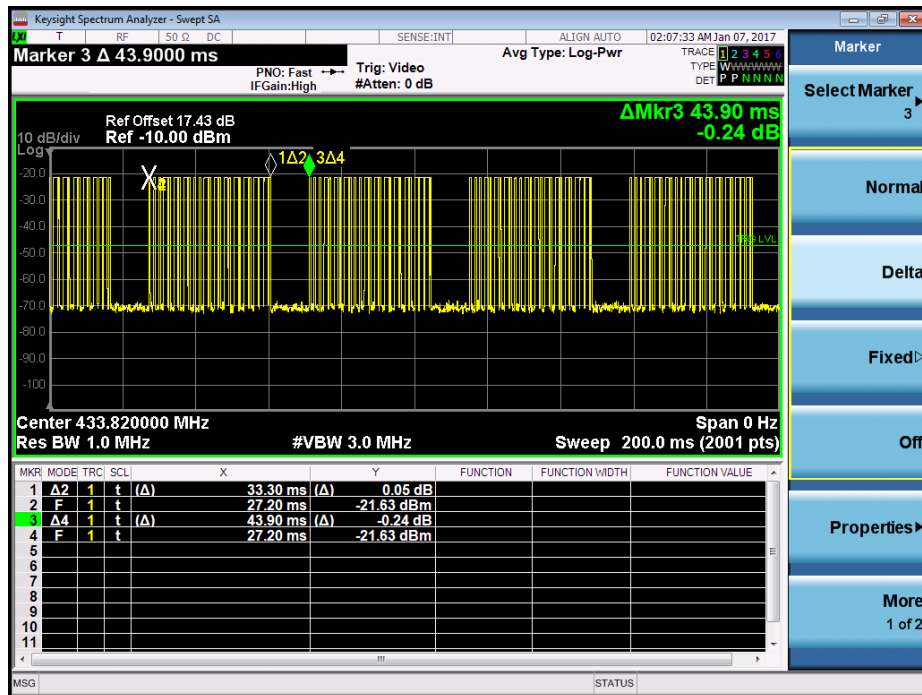 Keysight Spectrum Analyzer - Swept SA
LXI T RF 50 Ω DC SENSE:INT ALIGN AUTO 02:07:33 AM Jan 07, 2017
Marker 3 Δ 43.9000 ms
PNO: Fast
IFGain:High
Trig: Video
#Atten: 0 dB
Avg Type: Log-Pwr
TRACE 1 2 3 4 5 6
TYPE W W W W W W
DET P P N N N N
ΔMkr3 43.90 ms
-0.24 dB
Ref Offset 17.43 dB
10 dB/div Ref -10.00 dBm
Log
1Δ2 3Δ4
-20.0
-30.0
-40.0
TRG LVL
-50.0
-60.0
-70.0
-80.0
-90.0
-100
Center 433.820000 MHz Span 0 Hz
Res BW 1.0 MHz #VBW 3.0 MHz Sweep 200.0 ms (2001 pts)
MKR MODE TRC SCL X Y FUNCTION FUNCTION WIDTH FUNCTION VALUE
1 Δ2 1 t (Δ) 33.30 ms (Δ) 0.05 dB
2 F 1 t 27.20 ms -21.63 dBm
3 Δ4 1 t (Δ) 43.90 ms (Δ) -0.24 dB
4 F 1 t 27.20 ms -21.63 dBm
5
6
7
8
9
10
11
MSG STATUS
Marker
Select Marker
3
Normal
Delta
Fixed
Off
Properties
More
1 of 2